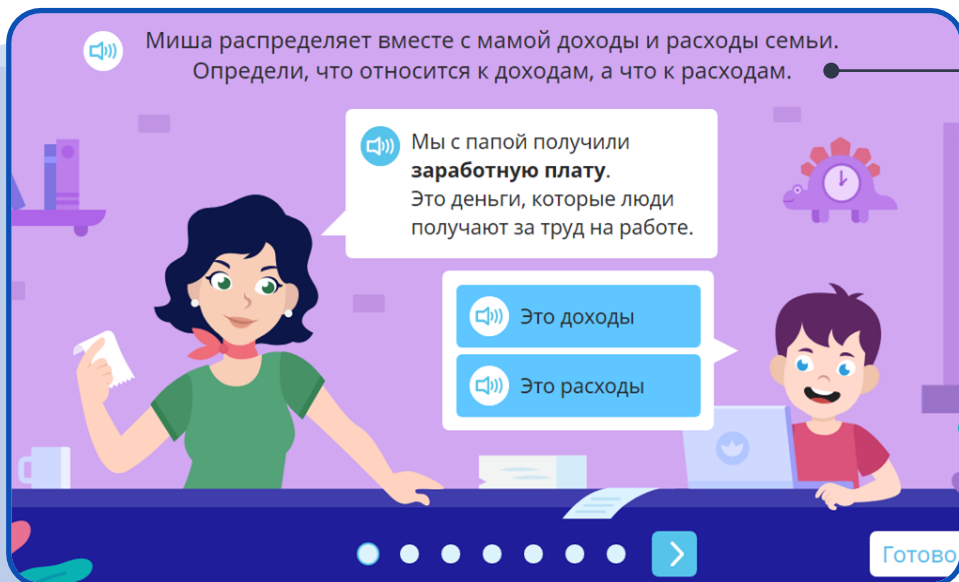 Миша распределяет вместе с мамой доходы и расходы семьи.
Определи, что относится к доходам, а что к расходам.
Мы с папой получили
заработную плату.
Это деньги, которые люди
получают за труд на работе.
Это доходы
Это расходы
Готово